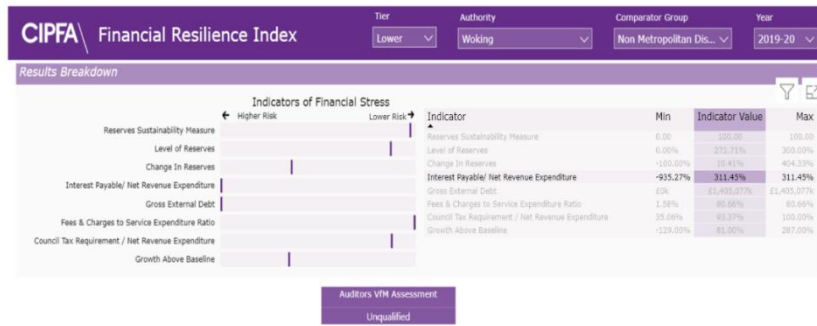 CIPFA\ Financial Resilience Index
Tier
Lower
Authority
Woking
Comparator Group
Non Metropolitan Dis...
Year
2019-20
Results Breakdown
Indicators of Financial Stress
Higher Risk
Lower Risk
Reserves Sustainability Measure
Level of Reserves
Change In Reserves
Interest Payable/ Net Revenue Expenditure
Gross External Debt
Fees & Charges to Service Expenditure Ratio
Council Tax Requirement / Net Revenue Expenditure
Growth Above Baseline
Indicator Min Indicator Value Max
Reserves Sustainability Measure 0.00 100.00 100.00
Level of Reserves 0.00% 272.71% 300.00%
Change In Reserves -100.00% 10.41% 404.33%
Interest Payable/ Net Revenue Expenditure -935.27% 311.45% 311.45%
Gross External Debt £0k £1,405,077k £1,405,077k
Fees & Charges to Service Expenditure Ratio 1.58% 80.66% 80.66%
Council Tax Requirement / Net Revenue Expenditure 35.06% 93.37% 100.00%
Growth Above Baseline -129.00% 81.00% 287.00%
Auditors VfM Assessment
Unqualified